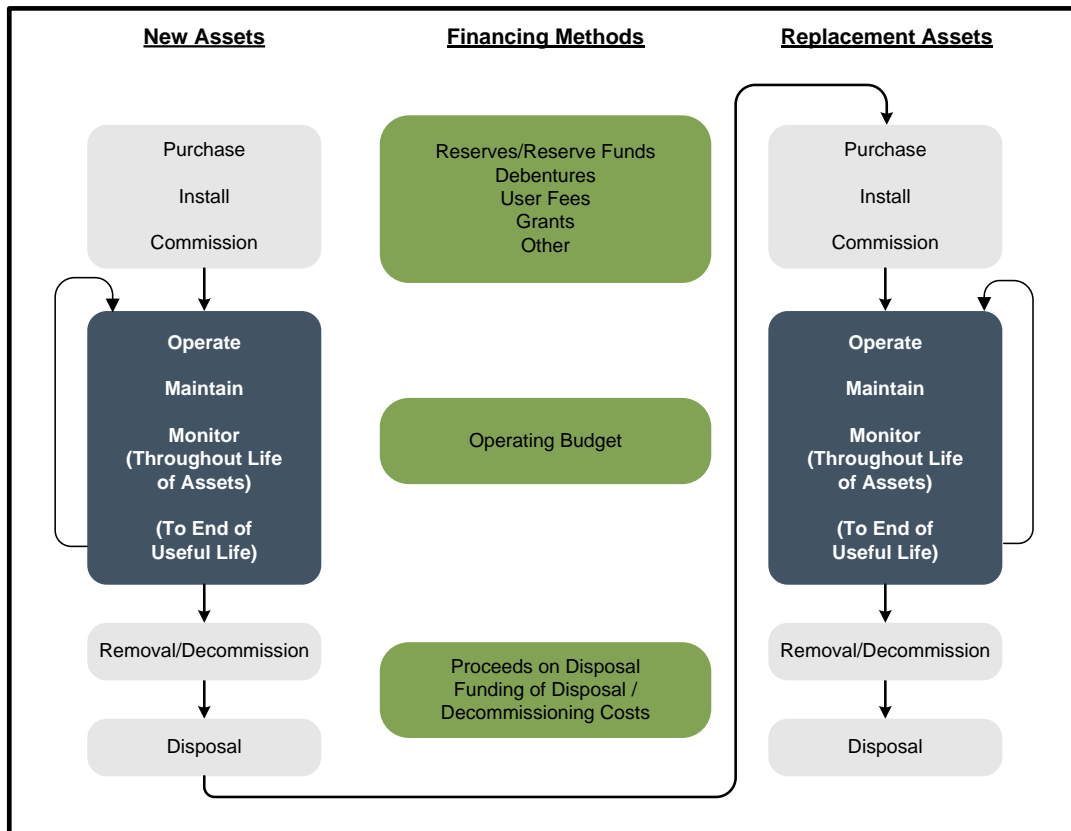 New Assets
Financing Methods
Replacement Assets
Purchase
Install
Commission
Operate
Maintain
Monitor
(Throughout Life
of Assets)
(To End of
Useful Life)
Removal/Decommission
Disposal
Reserves/Reserve Funds
Debentures
User Fees
Grants
Other
Operating Budget
Proceeds on Disposal
Funding of Disposal /
Decommissioning Costs
Purchase
Install
Commission
Operate
Maintain
Monitor
(Throughout Life
of Assets)
(To End of
Useful Life)
Removal/Decommission
Disposal